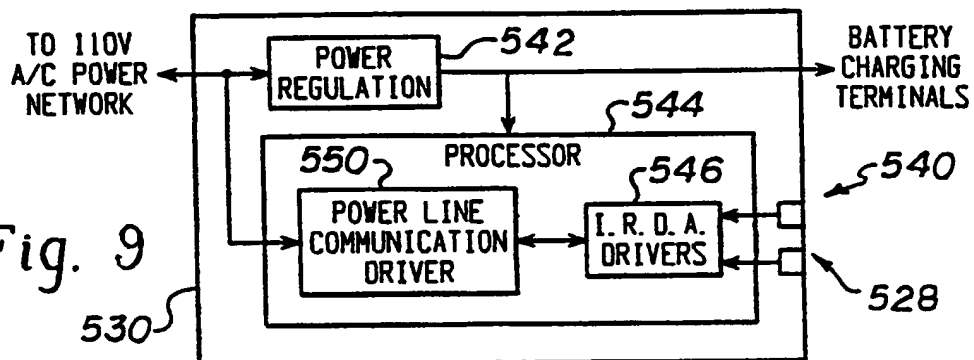 TO 110V
A/C POWER
NETWORK
POWER
REGULATION
542
BATTERY
CHARGING
TERMINALS
544
PROCESSOR
550
546
540
POWER LINE
COMMUNICATION
DRIVER
I. R. D. A.
DRIVERS
528
Fig. 9
530